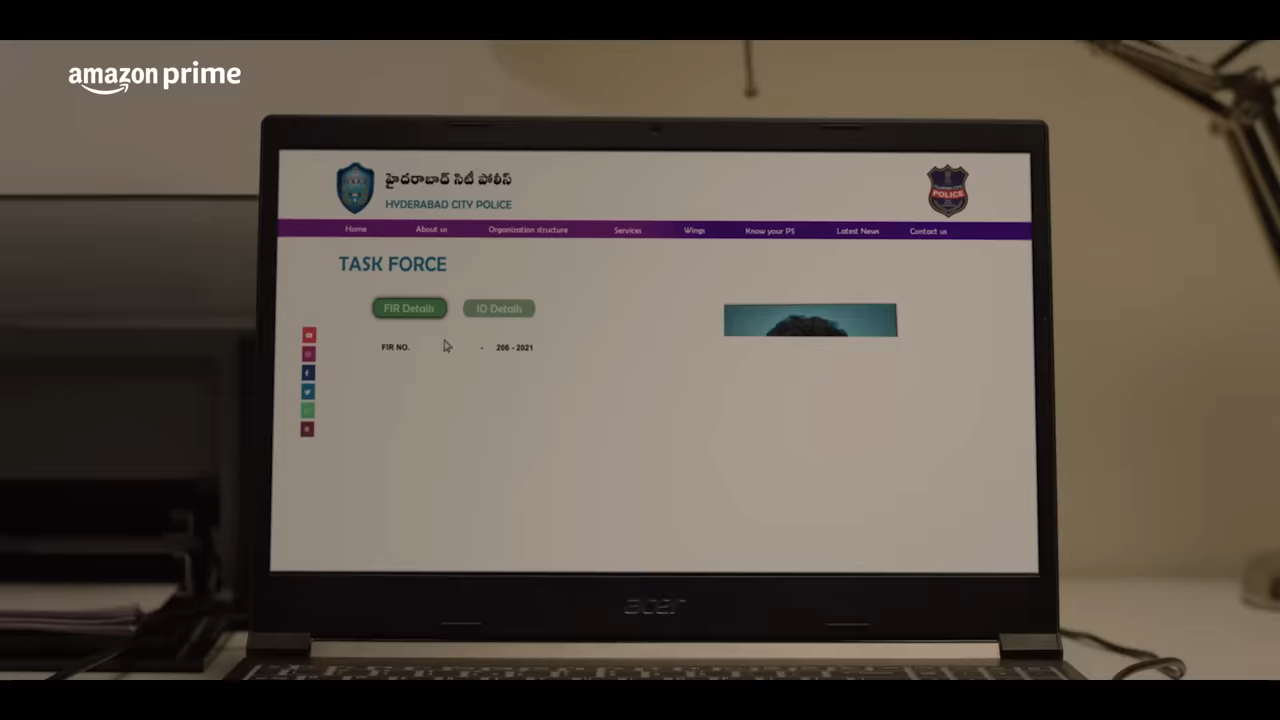 amazon prime
హైదరాబాద్ సిటీ పోలీస్
HYDERABAD CITY POLICE
POLICE
POLICE
Home About us Organization structure Services Wings Know your PS Latest News Contact us
TASK FORCE
FIR Details IO Details
FIR NO. - 206 - 2021
acer